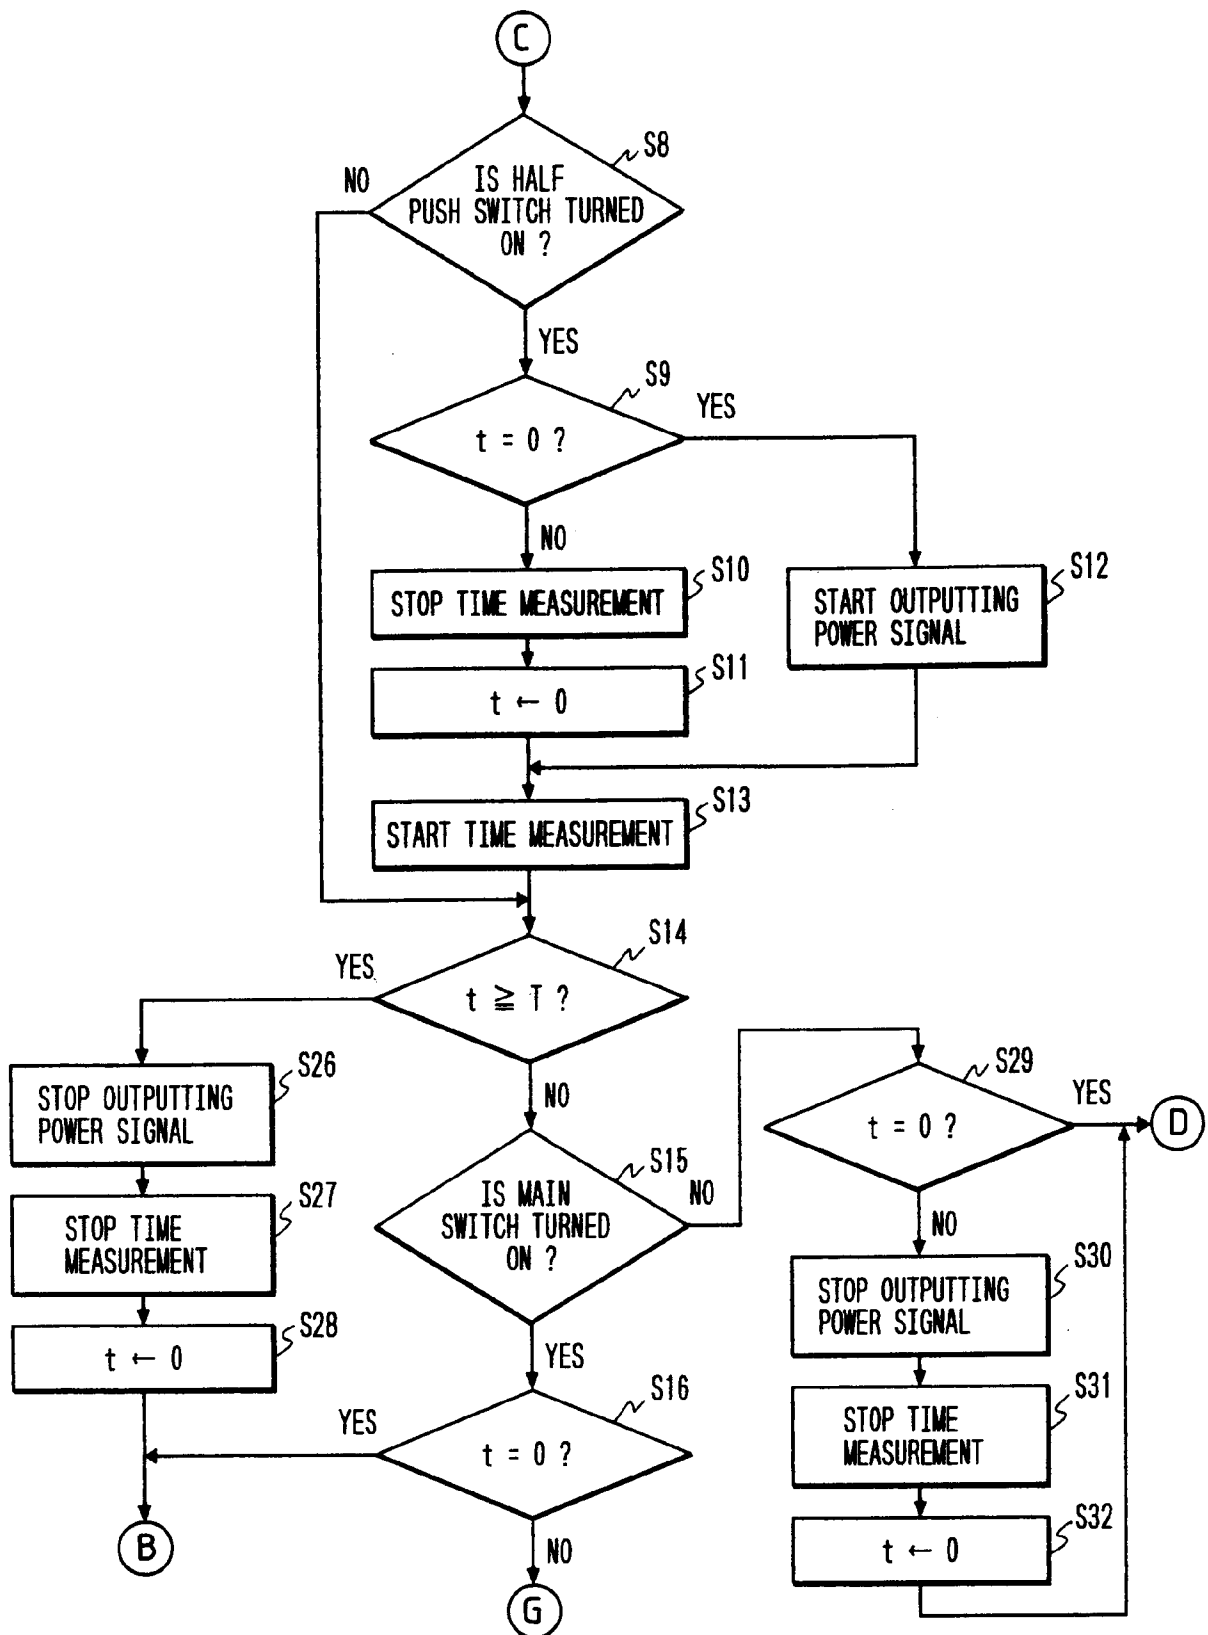 C
S8
NO
IS HALF
PUSH SWITCH TURNED
ON ?
YES
S9
YES
t = 0 ?
NO
S10
STOP TIME MEASUREMENT
S12
START OUTPUTTING
POWER SIGNAL
S11
t ← 0
S13
START TIME MEASUREMENT
S14
YES
t ≧ T ?
NO
S26
STOP OUTPUTTING
POWER SIGNAL
S29
YES
t = 0 ?
D
NO
S15
NO
IS MAIN
SWITCH TURNED
ON ?
YES
S27
STOP TIME
MEASUREMENT
S30
STOP OUTPUTTING
POWER SIGNAL
S28
t ← 0
S16
YES
t = 0 ?
NO
S31
STOP TIME
MEASUREMENT
S32
t ← 0
B
G